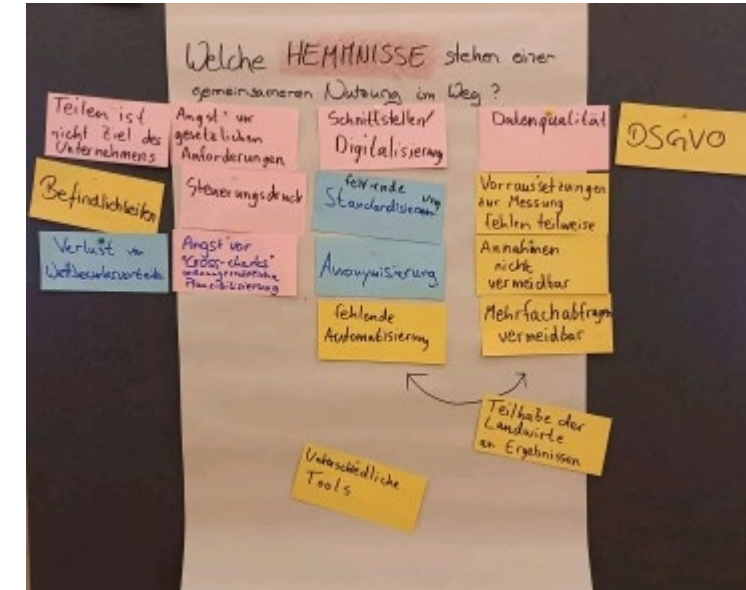 Welche HEMMNISSE stehen einer
gemeinsameren Nutzung im Weg?
Teilen ist
nicht Ziel des
Unternehmens
Befindlichkeiten
Verlust von
Wettbewerbsvorteilen
Angst vor
gesetzlichen
Anforderungen
Steuerungsdruck
Angst vor
"Cross-checks"
Plausibilisierung
Schnittstellen/
Digitalisierung
fehlende
Standardisierung
Anonymisierung
fehlende
Automatisierung
Datenqualität
Vorraussetzungen
zur Messung
fehlen teilweise
Annahmen
nicht
vermeidbar
Mehrfachabfragen
vermeidbar
DSGVO
Teilhabe der
Landwirte
an Ergebnissen
Unterschiedliche
Tools